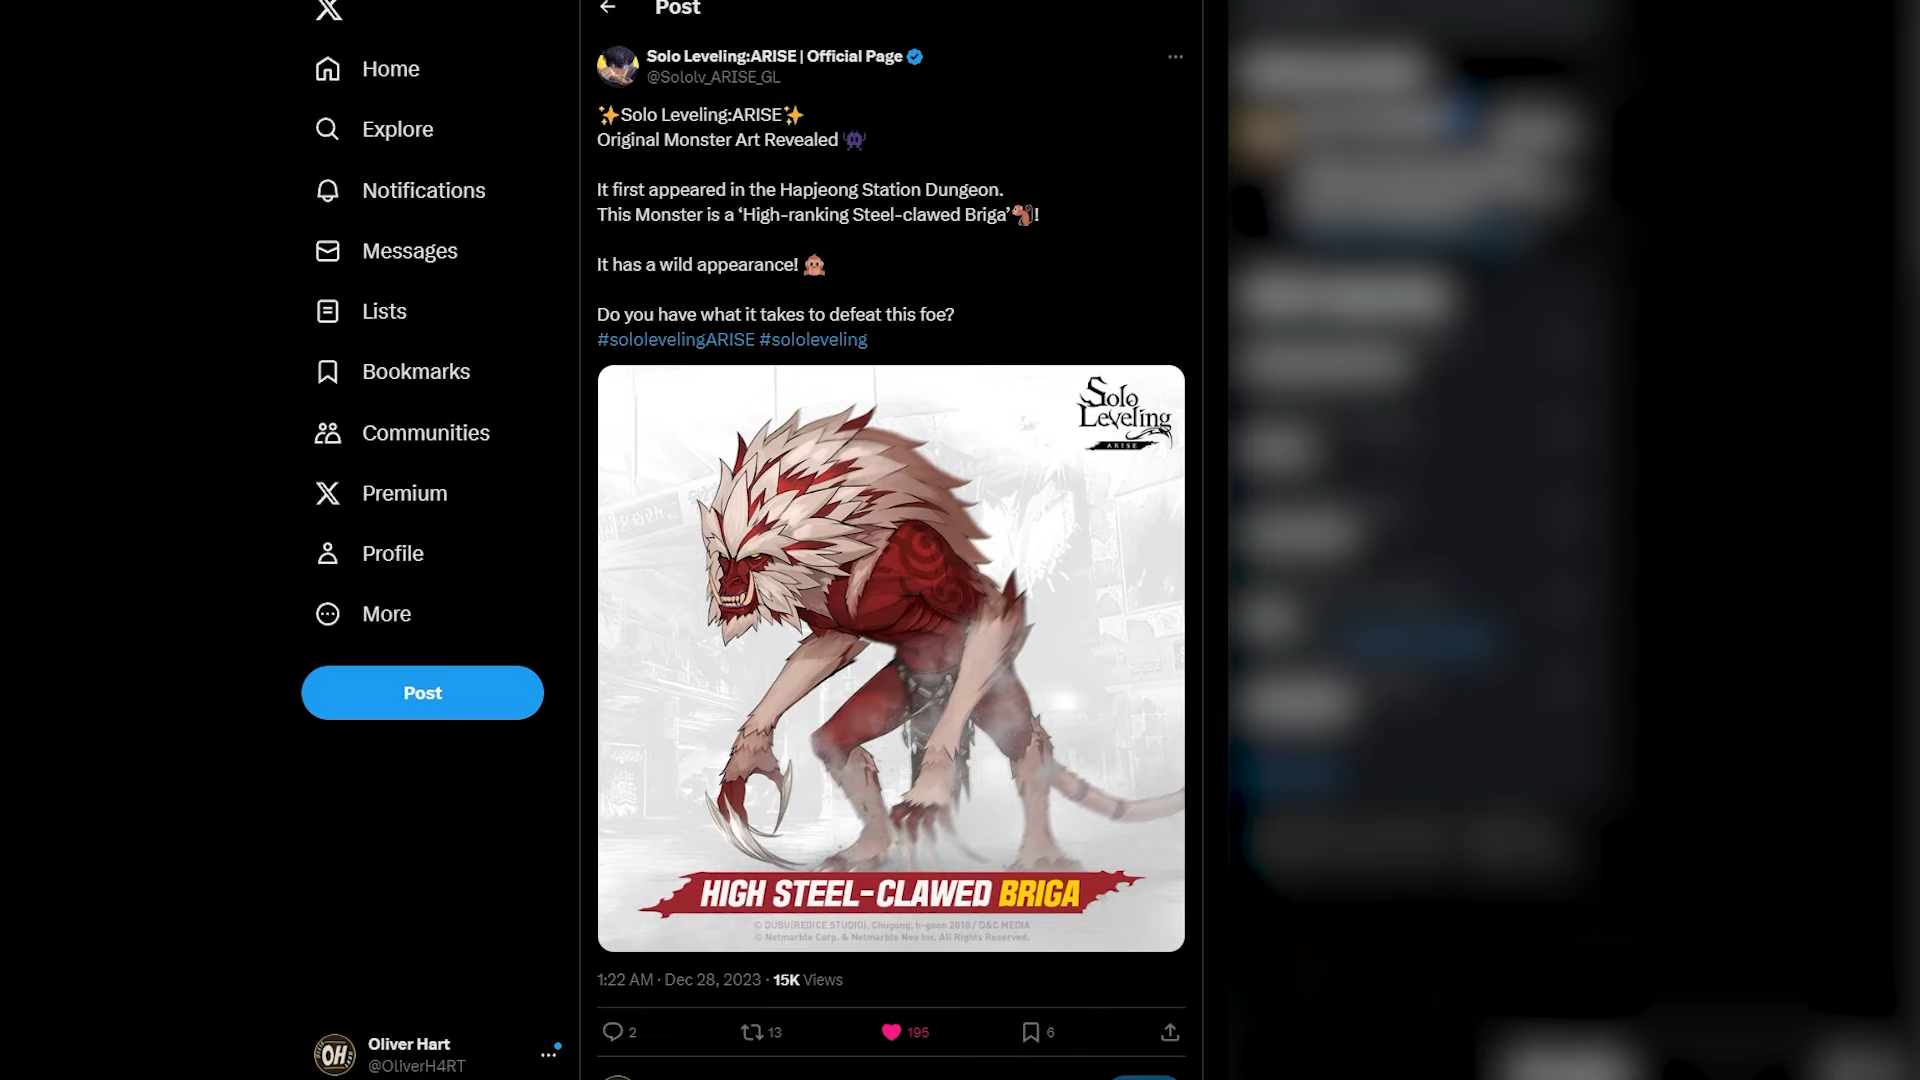 Post
Solo Leveling:ARISE | Official Page
@Sololv_ARISE_GL
✨Solo Leveling:ARISE✨
Original Monster Art Revealed 👾
It first appeared in the Hapjeong Station Dungeon.
This Monster is a ‘High-ranking Steel-clawed Briga’🐒!
It has a wild appearance! 🙊
Do you have what it takes to defeat this foe?
#sololevelingARISE #sololeveling
Solo
Leveling
ARISE
HIGH STEEL-CLAWED BRIGA
© DUBU(REDICE STUDIO), Chugong, h-goon 2018 / D&C MEDIA
© Netmarble Corp. & Netmarble Neo Inc. All Rights Reserved.
1:22 AM · Dec 28, 2023 · 15K Views
2
13
195
6
Home
Explore
Notifications
Messages
Lists
Bookmarks
Communities
Premium
Profile
More
Post
OH
Oliver Hart
@OliverH4RT